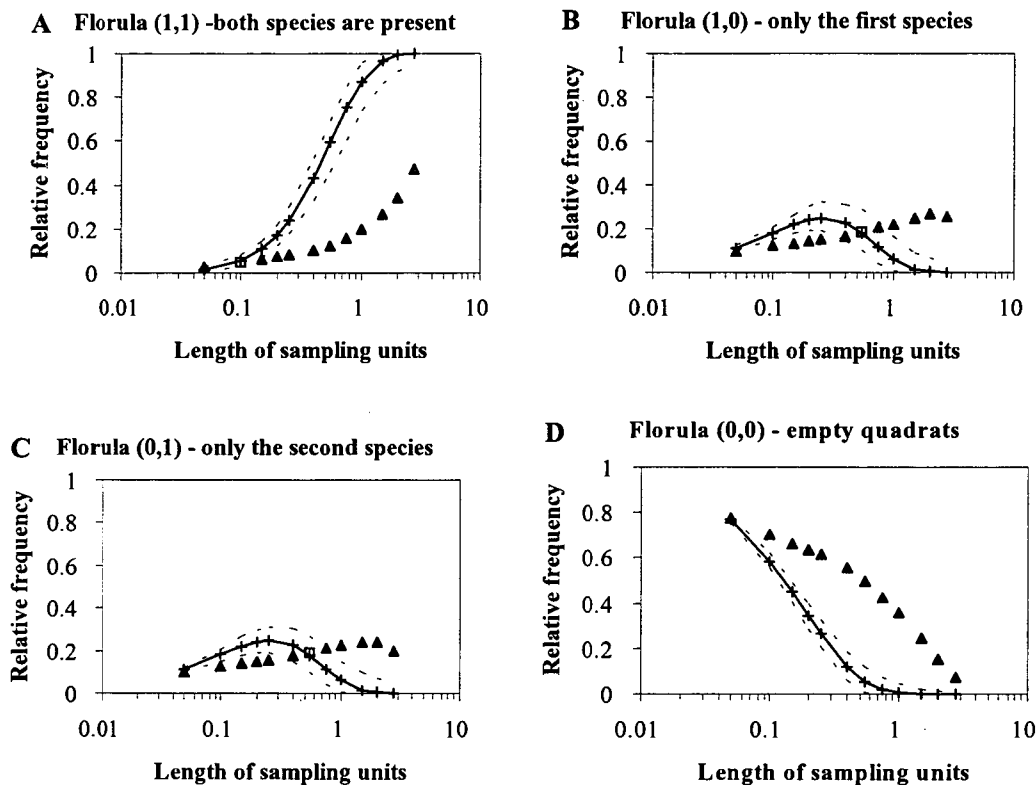 A Florula (1,1) -both species are present
Relative frequency
1
0.8
0.6
0.4
0.2
0
0.01 0.1 1 10
Length of sampling units
B Florula (1,0) - only the first species
Relative frequency
1
0.8
0.6
0.4
0.2
0
0.01 0.1 1 10
Length of sampling units
C Florula (0,1) - only the second species
Relative frequency
1
0.8
0.6
0.4
0.2
0
0.01 0.1 1 10
Length of sampling units
D Florula (0,0) - empty quadrats
Relative frequency
1
0.8
0.6
0.4
0.2
0
0.01 0.1 1 10
Length of sampling units